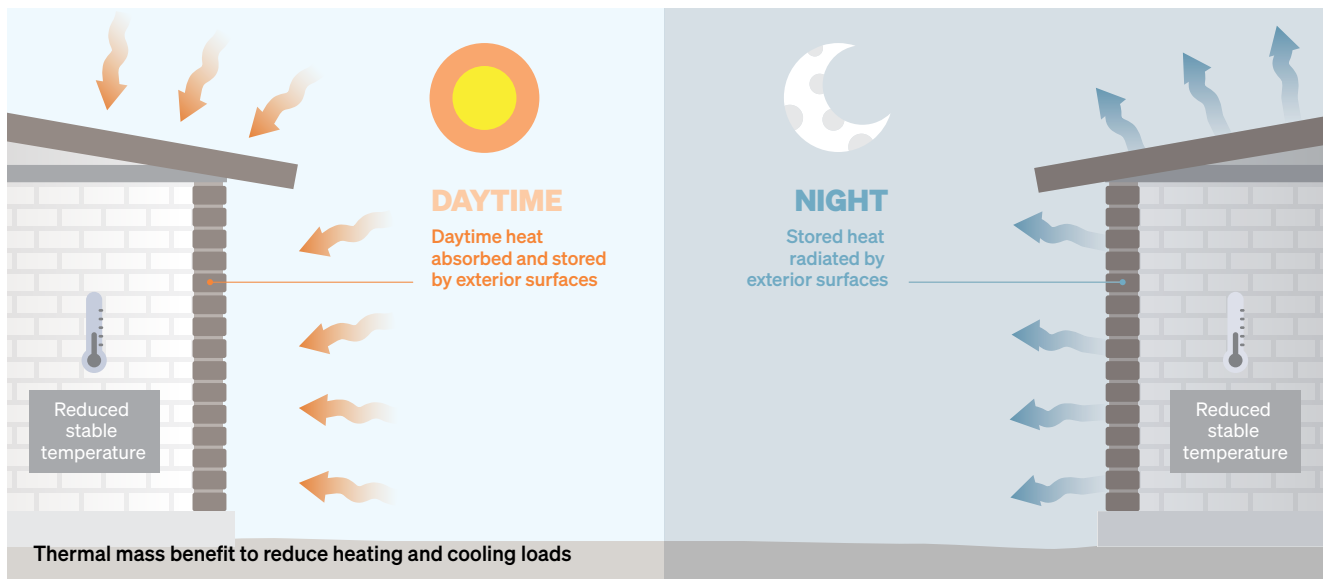 DAYTIME
Daytime heat
absorbed and stored
by exterior surfaces
NIGHT
Stored heat
radiated by
exterior surfaces
Reduced
stable
temperature
Reduced
stable
temperature
Thermal mass benefit to reduce heating and cooling loads